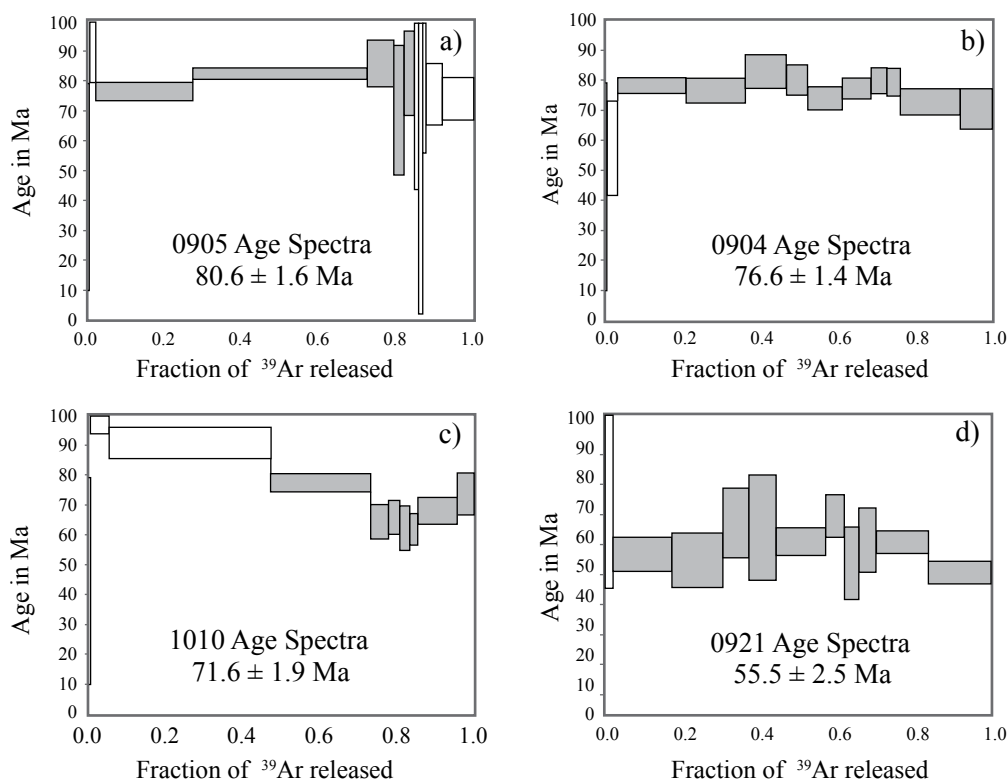 100
90
80
70
60
50
40
30
20
10
0
Age in Ma
a)
0905 Age Spectra
80.6 ± 1.6 Ma
0.0 0.2 0.4 0.6 0.8 1.0
Fraction of ³⁹Ar released
100
90
80
70
60
50
40
30
20
10
0
Age in Ma
b)
0904 Age Spectra
76.6 ± 1.4 Ma
0.0 0.2 0.4 0.6 0.8 1.0
Fraction of ³⁹Ar released
100
90
80
70
60
50
40
30
20
10
0
Age in Ma
c)
1010 Age Spectra
71.6 ± 1.9 Ma
0.0 0.2 0.4 0.6 0.8 1.0
Fraction of ³⁹Ar released
100
90
80
70
60
50
40
30
20
10
0
Age in Ma
d)
0921 Age Spectra
55.5 ± 2.5 Ma
0.0 0.2 0.4 0.6 0.8 1.0
Fraction of ³⁹Ar released